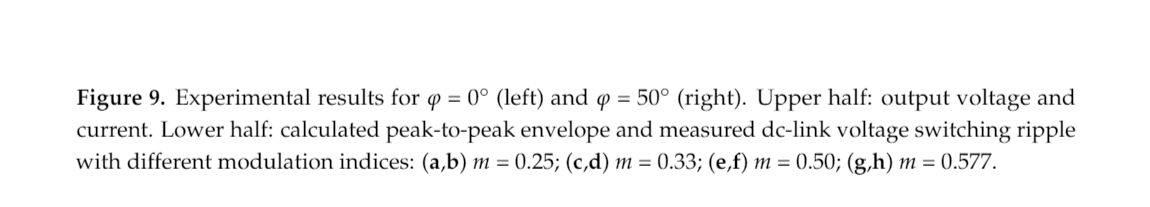 Figure 9. Experimental results for φ = 0° (left) and φ = 50° (right). Upper half: output voltage and
current. Lower half: calculated peak-to-peak envelope and measured dc-link voltage switching ripple
with different modulation indices: (a,b) m = 0.25; (c,d) m = 0.33; (e,f) m = 0.50; (g,h) m = 0.577.